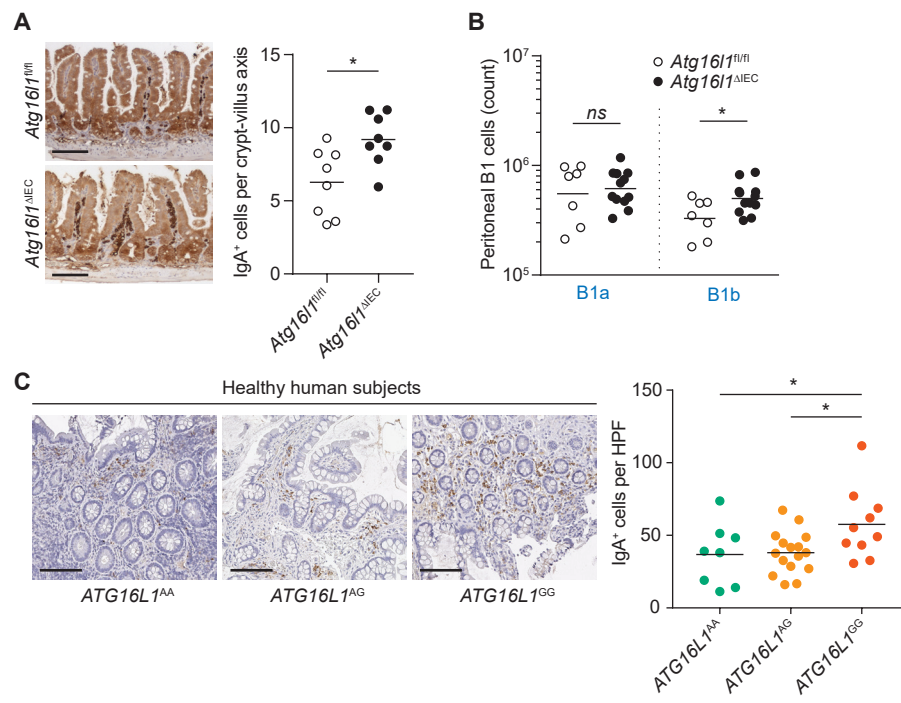 A
Atg16l1fl/fl
Atg16l1ΔIEC
IgA+ cells per crypt-villus axis
15
10
5
0
*
Atg16l1fl/fl
Atg16l1ΔIEC
B
Peritoneal B1 cells (count)
10⁷
10⁶
10⁵
Atg16l1fl/fl
Atg16l1ΔIEC
ns
*
B1a
B1b
C
Healthy human subjects
ATG16L1AA
ATG16L1AG
ATG16L1GG
IgA+ cells per HPF
150
100
50
0
*
*
ATG16L1AA
ATG16L1AG
ATG16L1GG